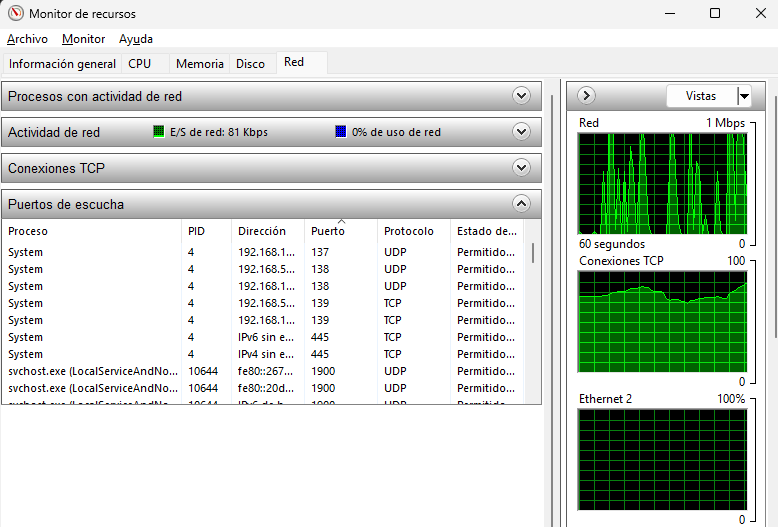 Monitor de recursos
Archivo Monitor Ayuda
Información general CPU Memoria Disco Red
Procesos con actividad de red
Actividad de red E/S de red: 81 Kbps 0% de uso de red
Conexiones TCP
Puertos de escucha
Proceso PID Dirección Puerto Protocolo Estado de...
System 4 192.168.1... 137 UDP Permitido...
System 4 192.168.5... 138 UDP Permitido...
System 4 192.168.1... 138 UDP Permitido...
System 4 192.168.5... 139 TCP Permitido...
System 4 192.168.1... 139 TCP Permitido...
System 4 IPv6 sin e... 445 TCP Permitido...
System 4 IPv4 sin e... 445 TCP Permitido...
svchost.exe (LocalServiceAndNo... 10644 fe80::267... 1900 UDP Permitido...
svchost.exe (LocalServiceAndNo... 10644 fe80::20d... 1900 UDP Permitido...
Vistas
Red 1 Mbps
60 segundos 0
Conexiones TCP 100
0
Ethernet 2 100%
0